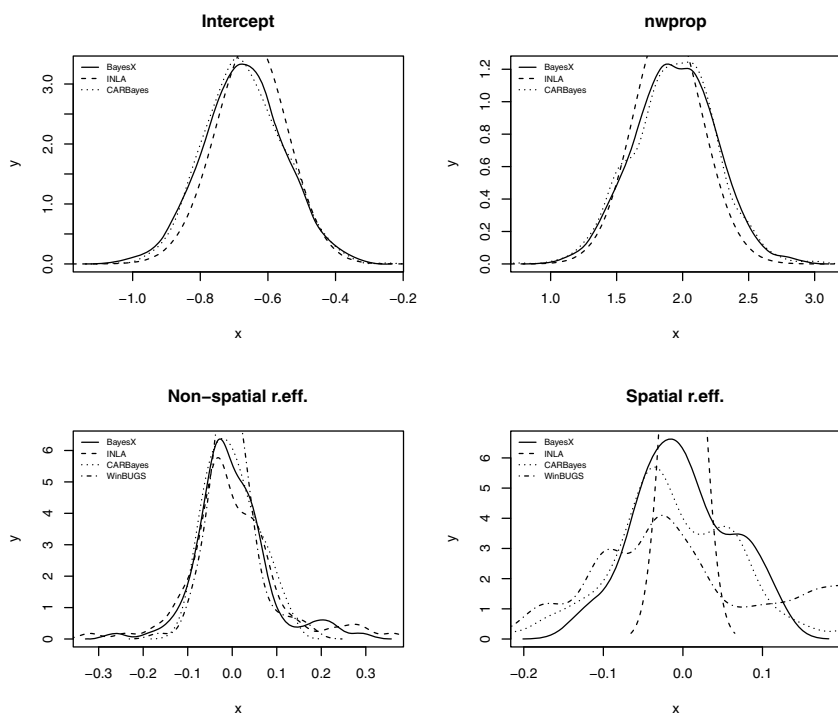 Intercept
BayesX
INLA
CARBayes
y
0.0 1.0 2.0 3.0
−1.0 −0.8 −0.6 −0.4 −0.2
x
nwprop
BayesX
INLA
CARBayes
y
0.0 0.2 0.4 0.6 0.8 1.0 1.2
1.0 1.5 2.0 2.5 3.0
x
Non−spatial r.eff.
BayesX
INLA
CARBayes
WinBUGS
y
0 1 2 3 4 5 6
−0.3 −0.2 −0.1 0.0 0.1 0.2 0.3
x
Spatial r.eff.
BayesX
INLA
CARBayes
WinBUGS
y
0 1 2 3 4 5 6
−0.2 −0.1 0.0 0.1
x